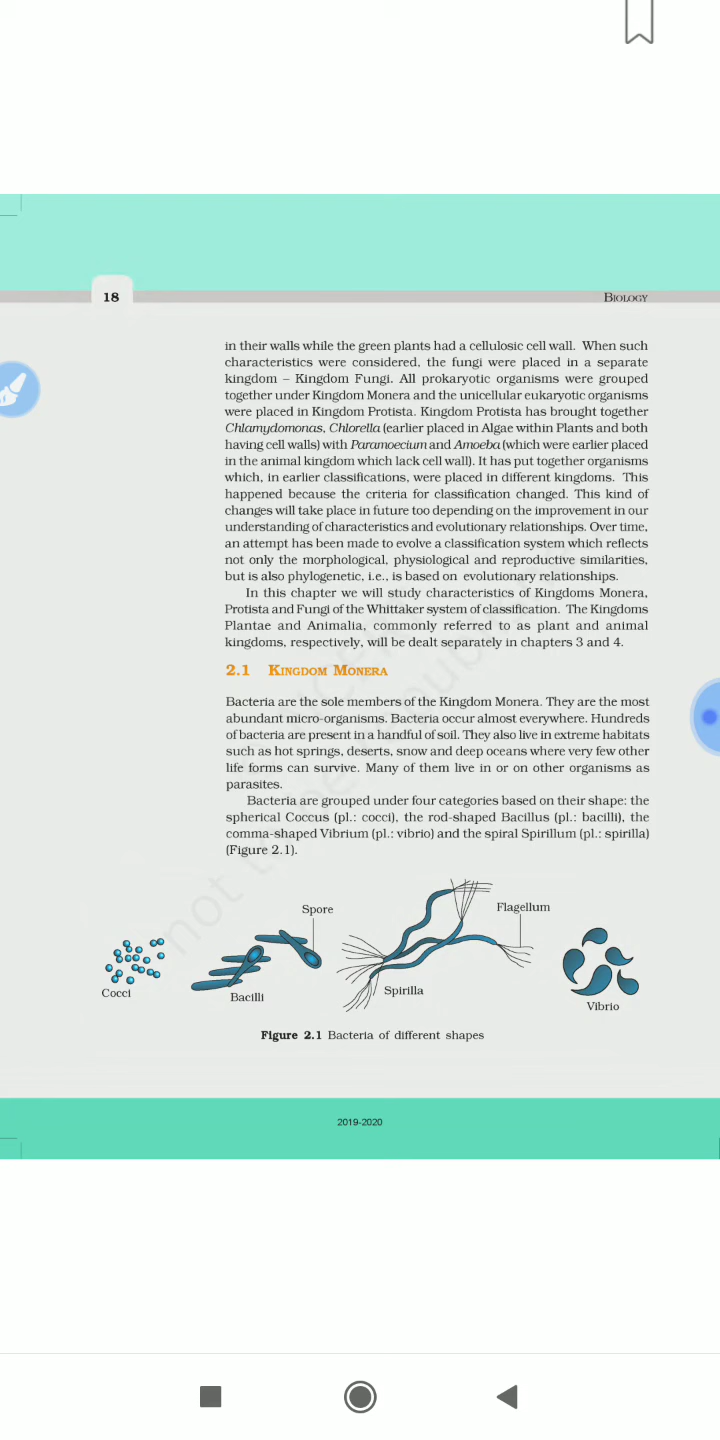 18
BIOLOGY
in their walls while the green plants had a cellulosic cell wall. When such
characteristics were considered, the fungi were placed in a separate
kingdom – Kingdom Fungi. All prokaryotic organisms were grouped
together under Kingdom Monera and the unicellular eukaryotic organisms
were placed in Kingdom Protista. Kingdom Protista has brought together
Chlamydomonas, Chlorella (earlier placed in Algae within Plants and both
having cell walls) with Paramoecium and Amoeba (which were earlier placed
in the animal kingdom which lack cell wall). It has put together organisms
which, in earlier classifications, were placed in different kingdoms. This
happened because the criteria for classification changed. This kind of
changes will take place in future too depending on the improvement in our
understanding of characteristics and evolutionary relationships. Over time,
an attempt has been made to evolve a classification system which reflects
not only the morphological, physiological and reproductive similarities,
but is also phylogenetic, i.e., is based on evolutionary relationships.
In this chapter we will study characteristics of Kingdoms Monera,
Protista and Fungi of the Whittaker system of classification. The Kingdoms
Plantae and Animalia, commonly referred to as plant and animal
kingdoms, respectively, will be dealt separately in chapters 3 and 4.
2.1 KINGDOM MONERA
Bacteria are the sole members of the Kingdom Monera. They are the most
abundant micro-organisms. Bacteria occur almost everywhere. Hundreds
of bacteria are present in a handful of soil. They also live in extreme habitats
such as hot springs, deserts, snow and deep oceans where very few other
life forms can survive. Many of them live in or on other organisms as
parasites.
Bacteria are grouped under four categories based on their shape: the
spherical Coccus (pl.: cocci), the rod-shaped Bacillus (pl.: bacilli), the
comma-shaped Vibrium (pl.: vibrio) and the spiral Spirillum (pl.: spirilla)
(Figure 2.1).
Spore
Flagellum
Cocci
Bacilli
Spirilla
Vibrio
Figure 2.1 Bacteria of different shapes
2019-2020